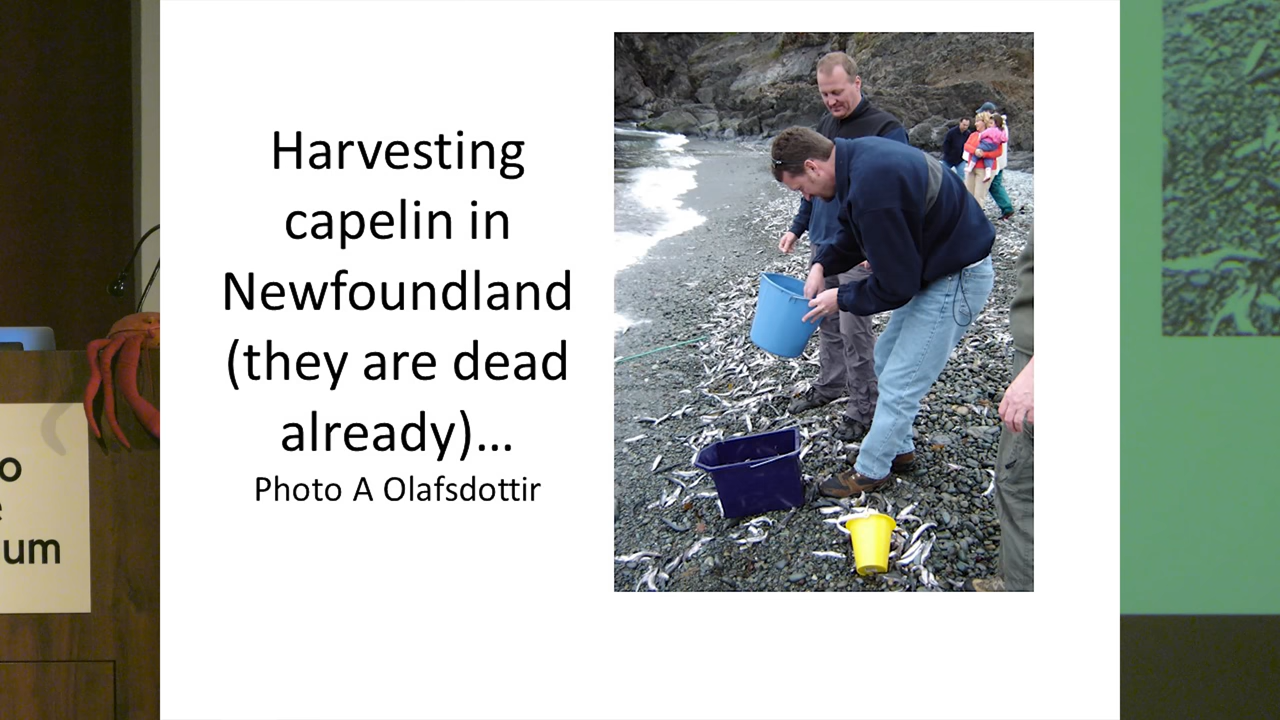 Harvesting
capelin in
Newfoundland
(they are dead
already)...
Photo A Olafsdottir
o
e
um